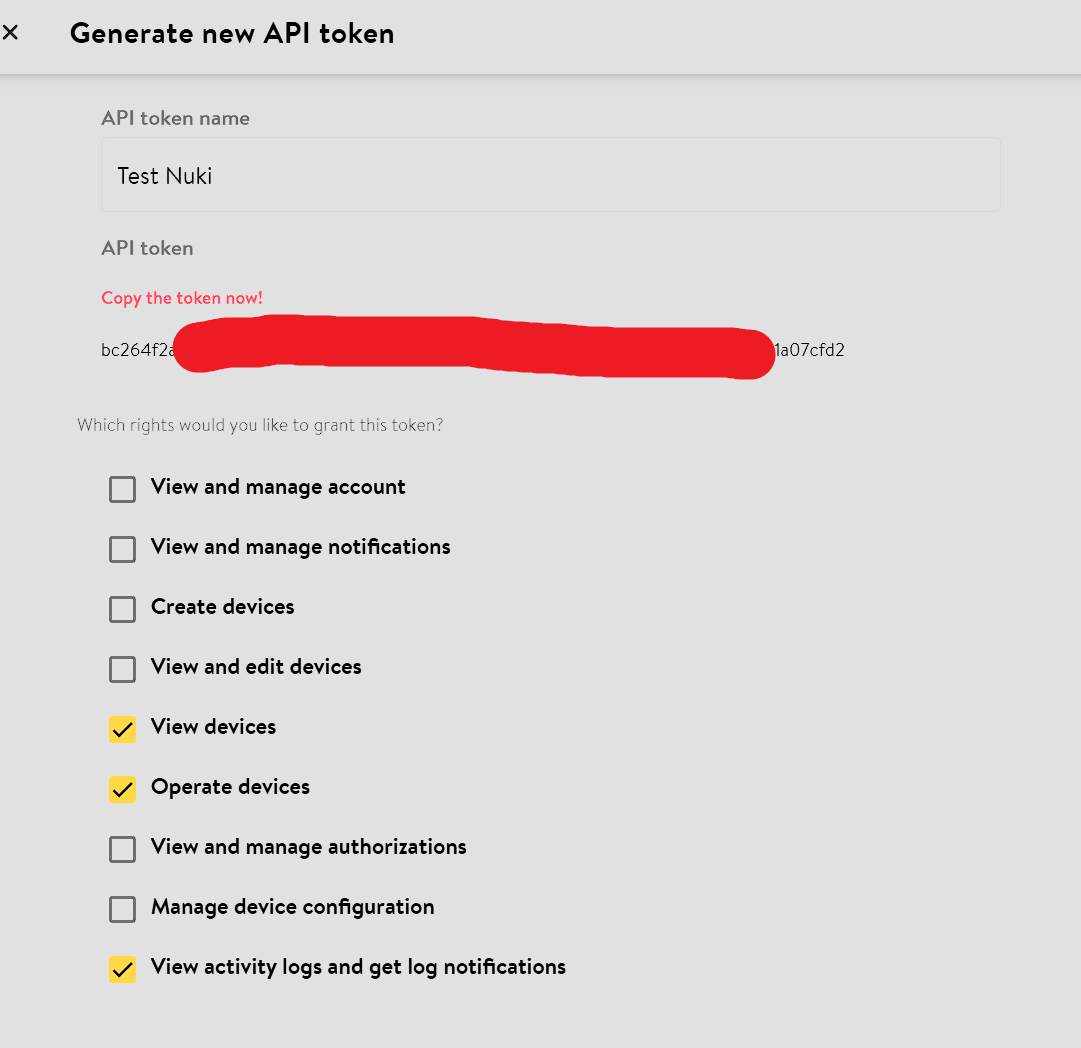 Generate new API token
API token name
Test Nuki
API token
Copy the token now!
bc264f2a 1a07cfd2
Which rights would you like to grant this token?
View and manage account
View and manage notifications
Create devices
View and edit devices
View devices
Operate devices
View and manage authorizations
Manage device configuration
View activity logs and get log notifications